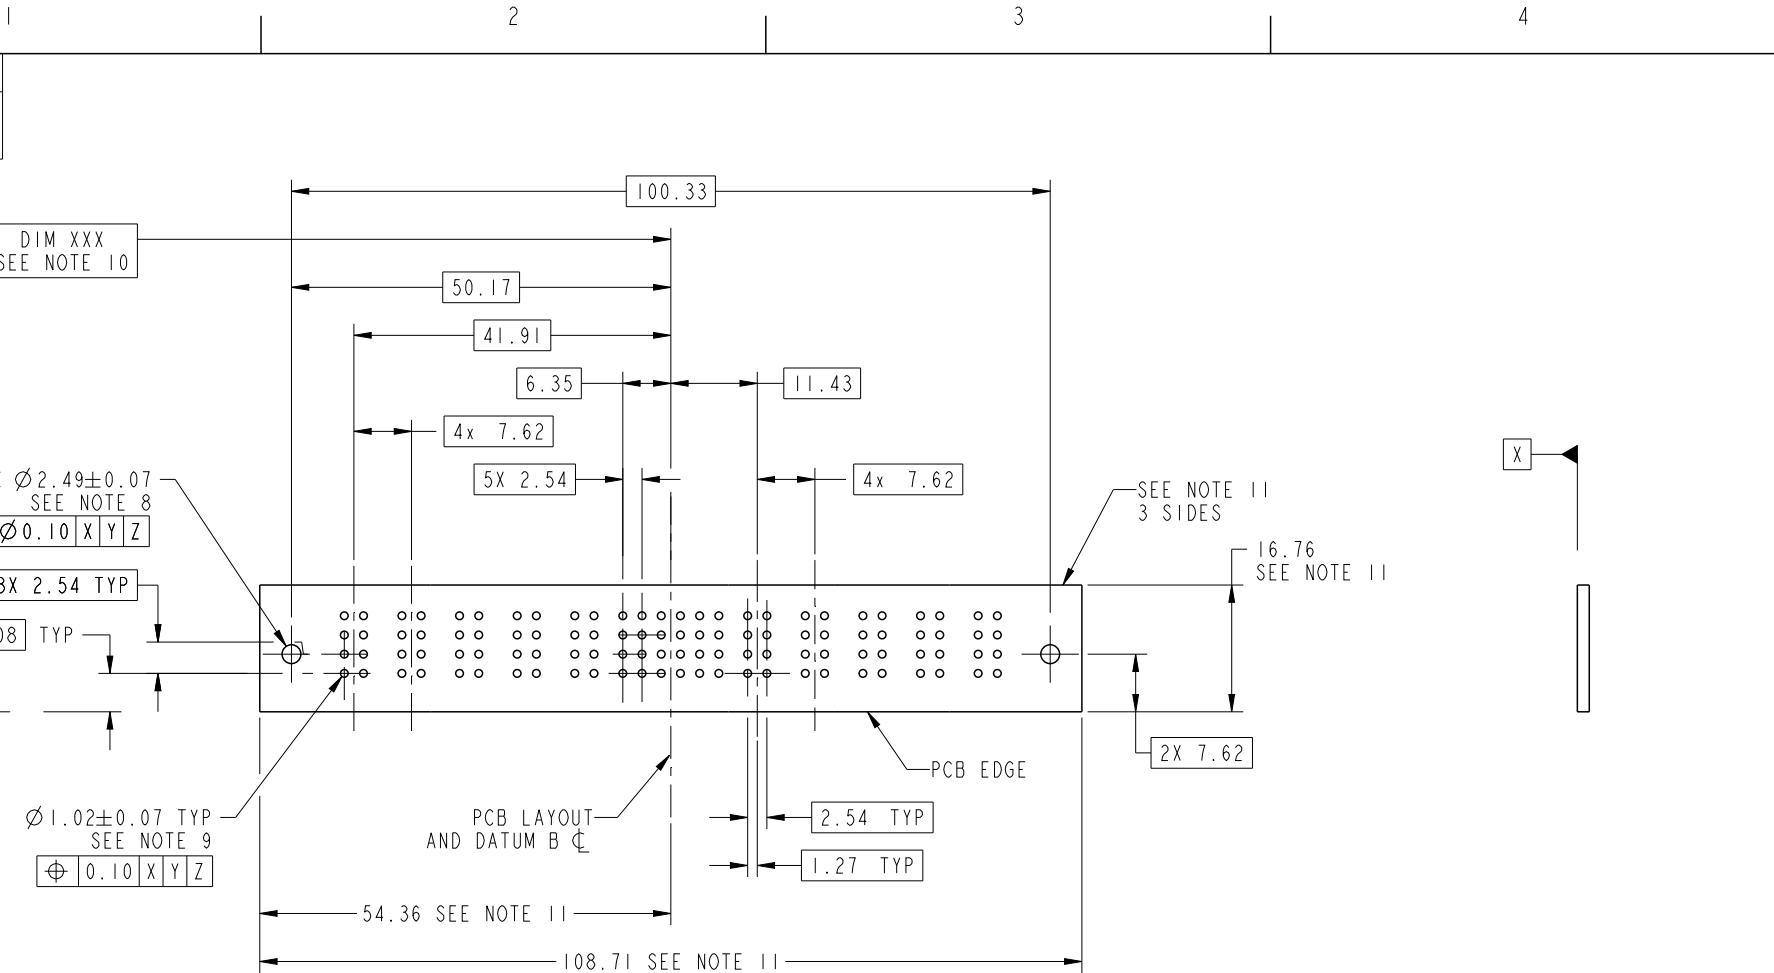 1 2 3 4
100.33
DIM XXX
SEE NOTE 10
50.17
41.91
6.35
11.43
4x 7.62
5X 2.54
4x 7.62
X
Ø2.49±0.07
SEE NOTE 8
Ø0.10 X Y Z
SEE NOTE 11
3 SIDES
16.76
SEE NOTE 11
3X 2.54 TYP
TYP
2X 7.62
PCB EDGE
Ø1.02±0.07 TYP
SEE NOTE 9
⌖ 0.10 X Y Z
PCB LAYOUT
AND DATUM B ℄
2.54 TYP
1.27 TYP
54.36 SEE NOTE 11
108.71 SEE NOTE 11